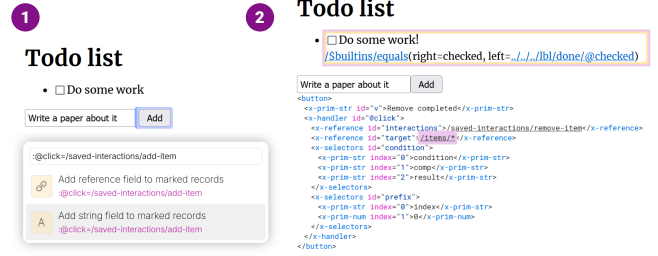 1
Todo list
Do some work
Write a paper about it Add
:@click=/saved-interactions/add-item
Add reference field to marked records
:@click=/saved-interactions/add-item
A Add string field to marked records
:@click=/saved-interactions/add-item
2
Todo list
Do some work!
/$builtins/equals(right=checked, left=../../../lbl/done/@checked)
Write a paper about it Add
<button>
<x-prim-str id="v">Remove completed</x-prim-str>
<x-handler id="@click">
<x-reference id="interactions">/saved-interactions/remove-item</x-reference>
<x-reference id="target">/items/*</x-reference>
<x-selectors id="condition">
<x-prim-str id="0">condition</x-prim-str>
<x-prim-str id="1">comp</x-prim-str>
<x-prim-str id="2">result</x-prim-str>
</x-selectors>
<x-selectors id="prefix">
<x-prim-str id="0">index</x-prim-str>
<x-prim-num id="1">0</x-prim-num>
</x-selectors>
</x-handler>
</button>